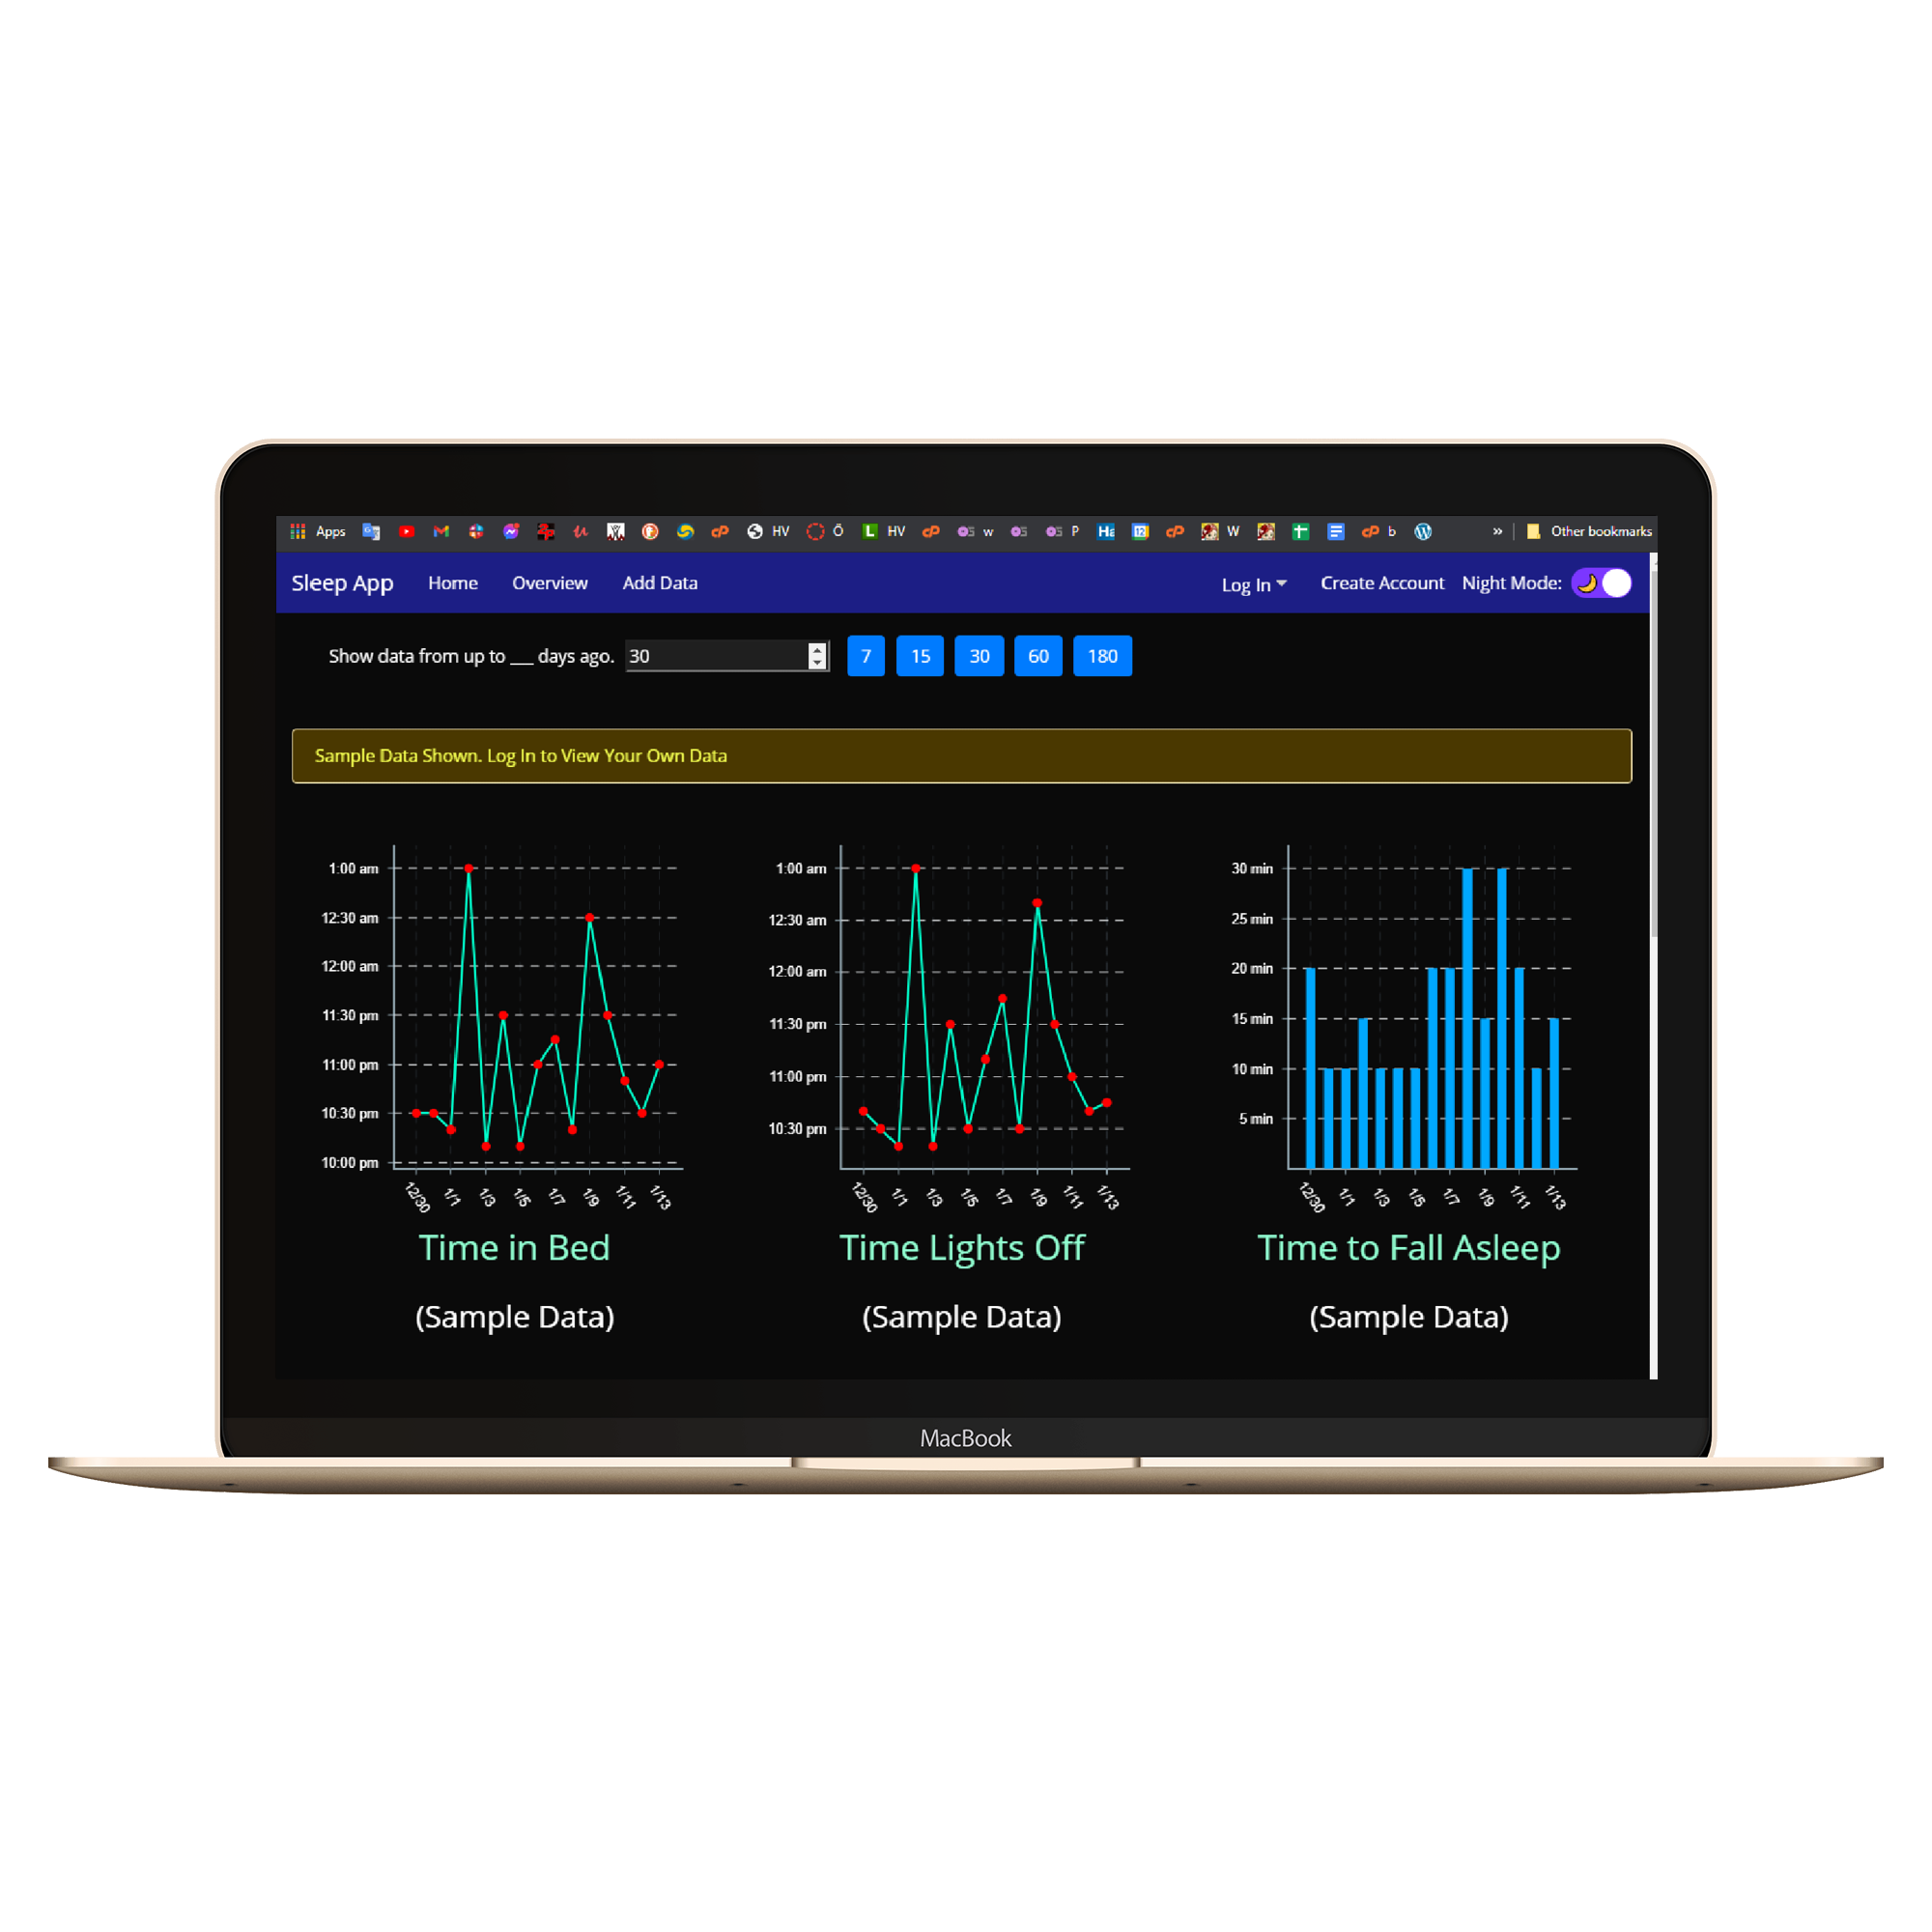 Apps HV Ő L HV w P Ha 12 W b » Other bookmarks
Sleep App Home Overview Add Data Log In Create Account Night Mode:
Show data from up to ___ days ago. 30 7 15 30 60 180
Sample Data Shown. Log In to View Your Own Data
1:00 am
12:30 am
12:00 am
11:30 pm
11:00 pm
10:30 pm
10:00 pm
12/30 1/1 1/3 1/5 1/7 1/9 1/11 1/13
Time in Bed
(Sample Data)
1:00 am
12:30 am
12:00 am
11:30 pm
11:00 pm
10:30 pm
12/30 1/1 1/3 1/5 1/7 1/9 1/11 1/13
Time Lights Off
(Sample Data)
30 min
25 min
20 min
15 min
10 min
5 min
12/30 1/1 1/3 1/5 1/7 1/9 1/11 1/13
Time to Fall Asleep
(Sample Data)
MacBook